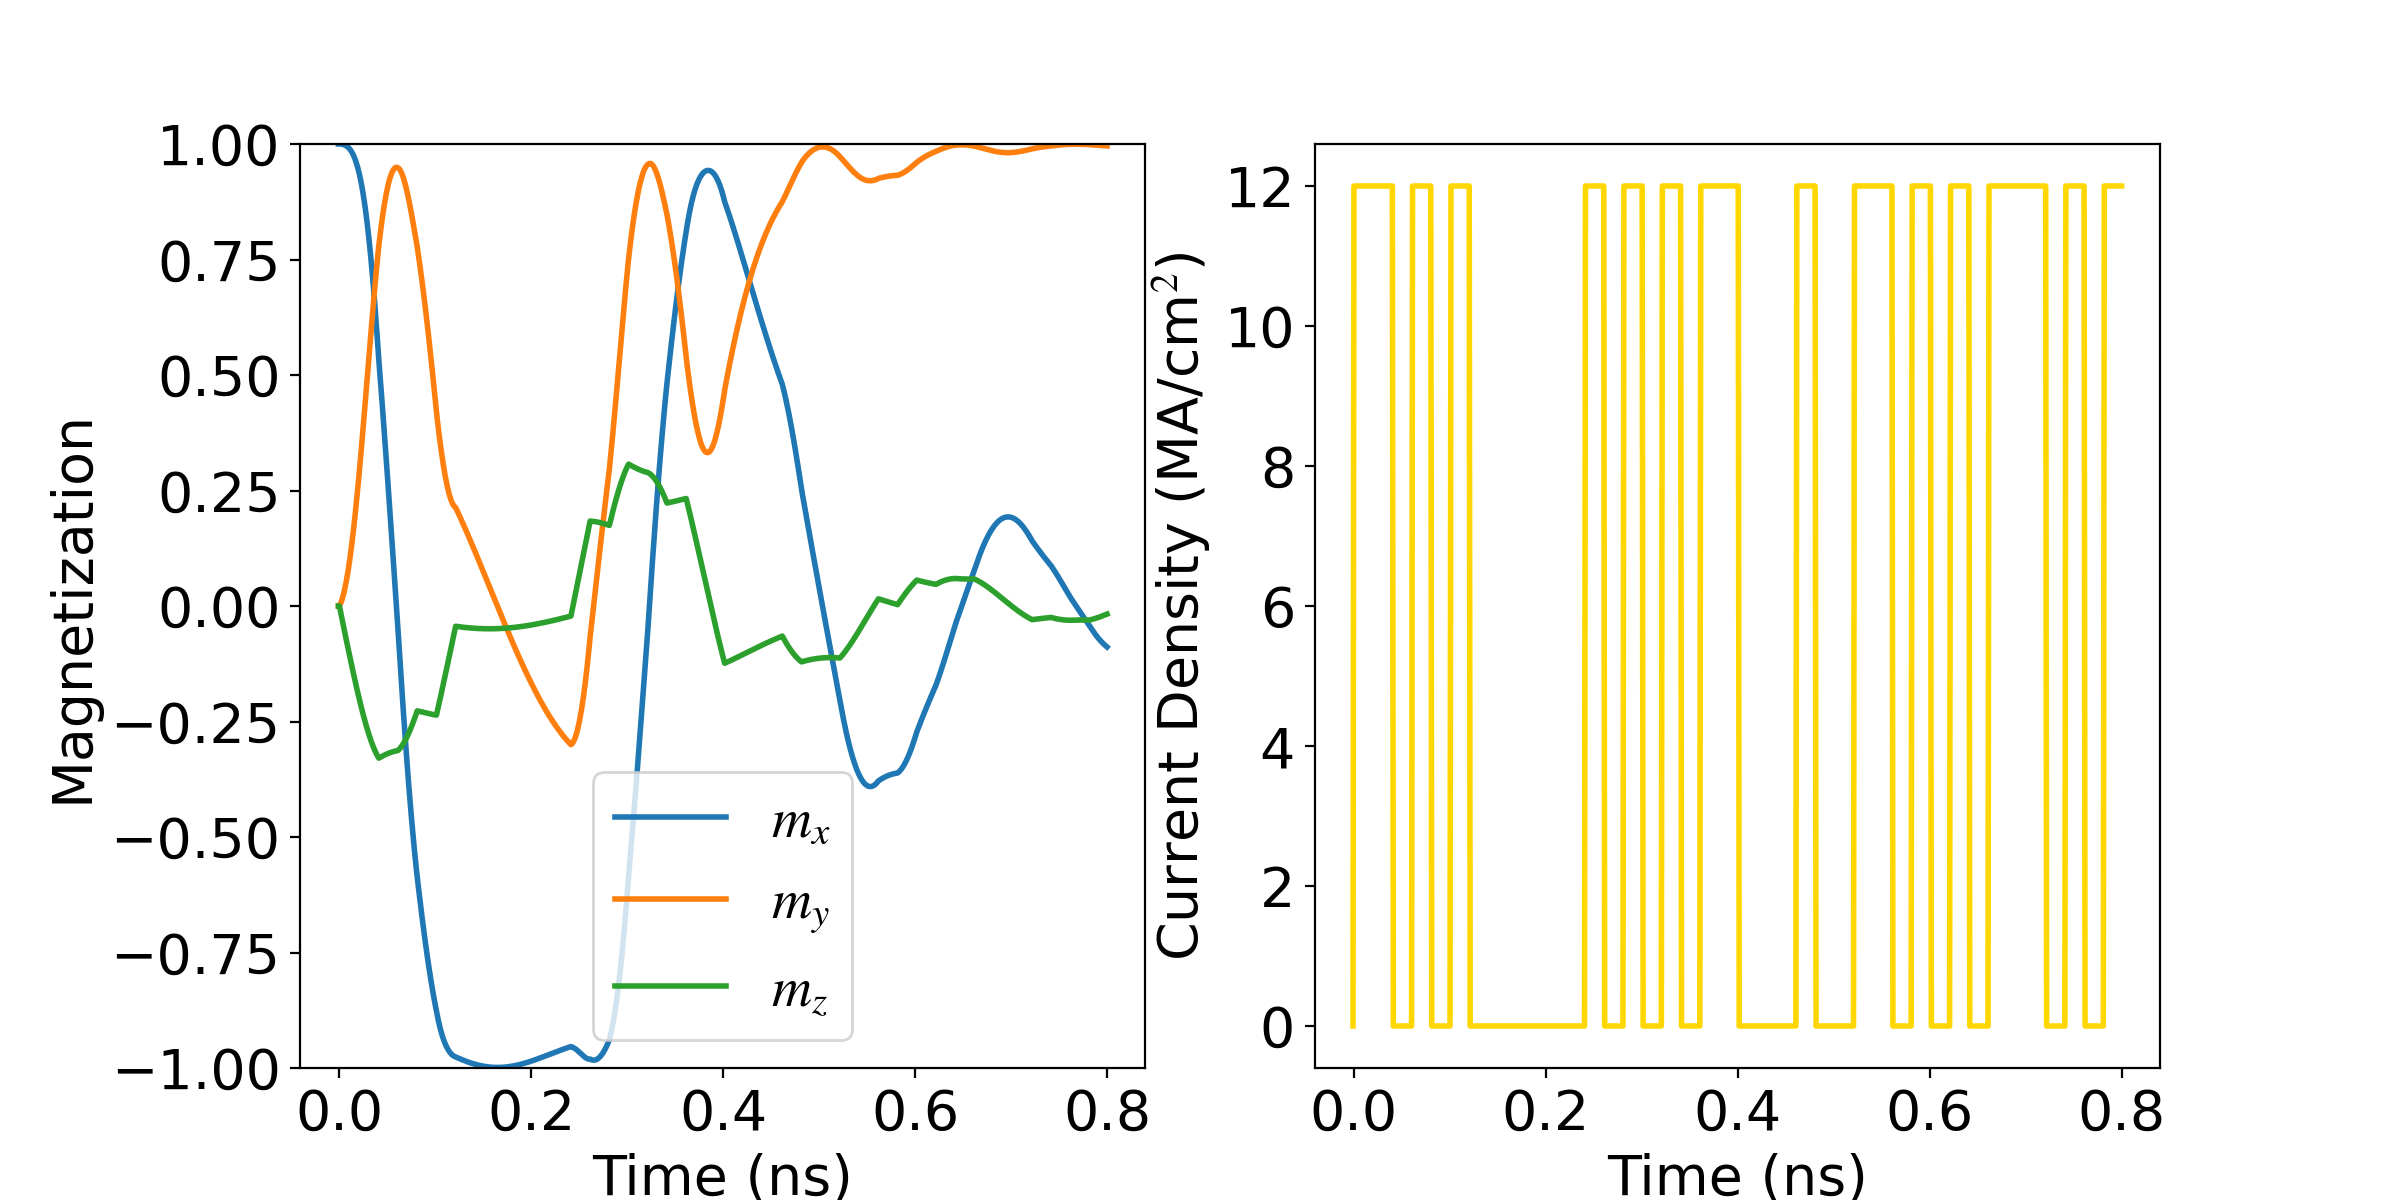 Magnetization
1.00
0.75
0.50
0.25
0.00
−0.25
−0.50
−0.75
−1.00
m_x
m_y
m_z
0.0 0.2 0.4 0.6 0.8
Time (ns)
Current Density (MA/cm²)
12
10
8
6
4
2
0
0.0 0.2 0.4 0.6 0.8
Time (ns)